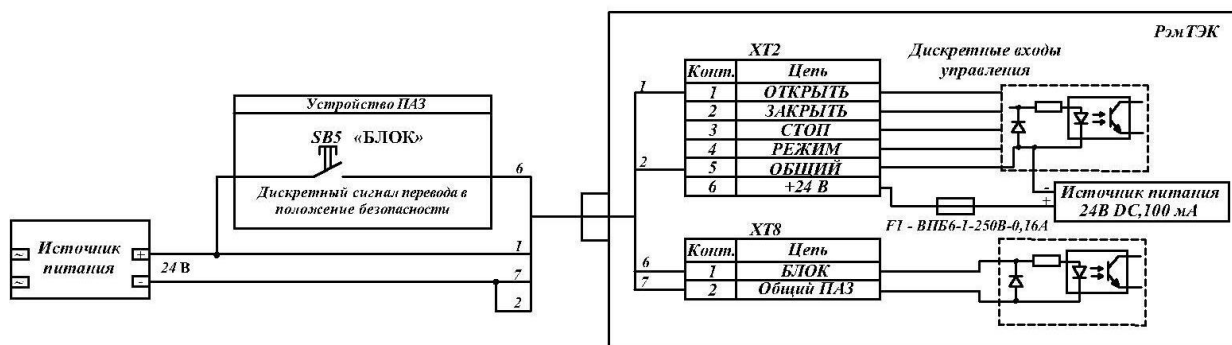 РэмТЭК
XT2
Дискретные входы
управления
Конт. Цепь
1 ОТКРЫТЬ
2 ЗАКРЫТЬ
3 СТОП
4 РЕЖИМ
5 ОБЩИЙ
6 +24 В
1
2
Источник питания
24В DC,100 мА
-
+
F1 - ВПБ6-1-250В-0,16А
XT8
Конт. Цепь
1 БЛОК
2 Общий ПАЗ
6
7
Устройство ПАЗ
SB5 «БЛОК»
Дискретный сигнал перевода в
положение безопасности
6
1
7
2
Источник
питания
~
~
+
-
24 В